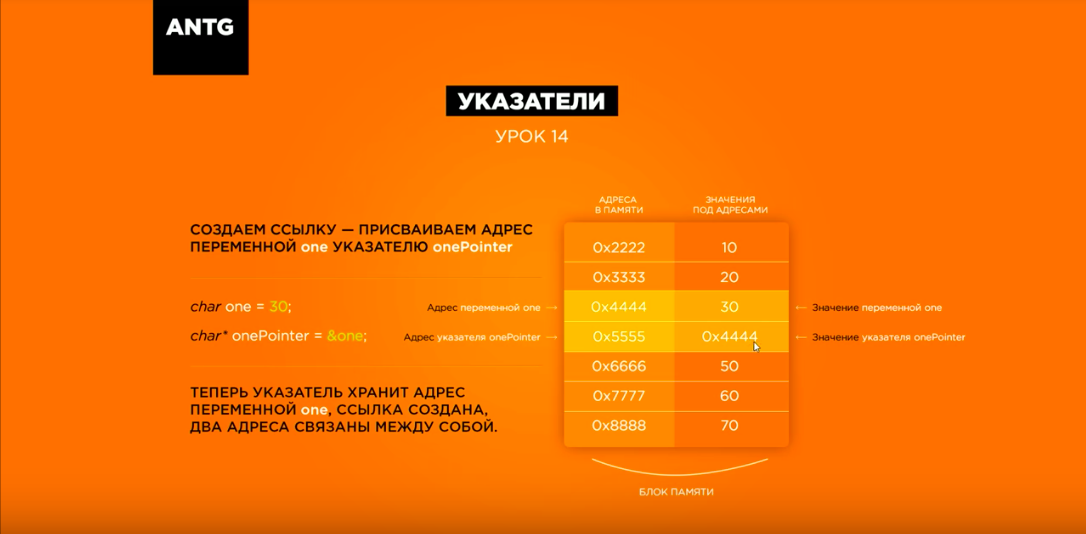 ANTG
УКАЗАТЕЛИ
УРОК 14
СОЗДАЕМ ССЫЛКУ — ПРИСВАИВАЕМ АДРЕС
ПЕРЕМЕННОЙ one УКАЗАТЕЛЮ onePointer
char one = 30;
char* onePointer = &one;
ТЕПЕРЬ УКАЗАТЕЛЬ ХРАНИТ АДРЕС
ПЕРЕМЕННОЙ one, ССЫЛКА СОЗДАНА,
ДВА АДРЕСА СВЯЗАНЫ МЕЖДУ СОБОЙ.
АДРЕСА
В ПАМЯТИ
ЗНАЧЕНИЯ
ПОД АДРЕСАМИ
0x2222 10
0x3333 20
Адрес переменной one → 0x4444 30 ← Значение переменной one
Адрес указателя onePointer → 0x5555 0x4444 ← Значение указателя onePointer
0x6666 50
0x7777 60
0x8888 70
БЛОК ПАМЯТИ